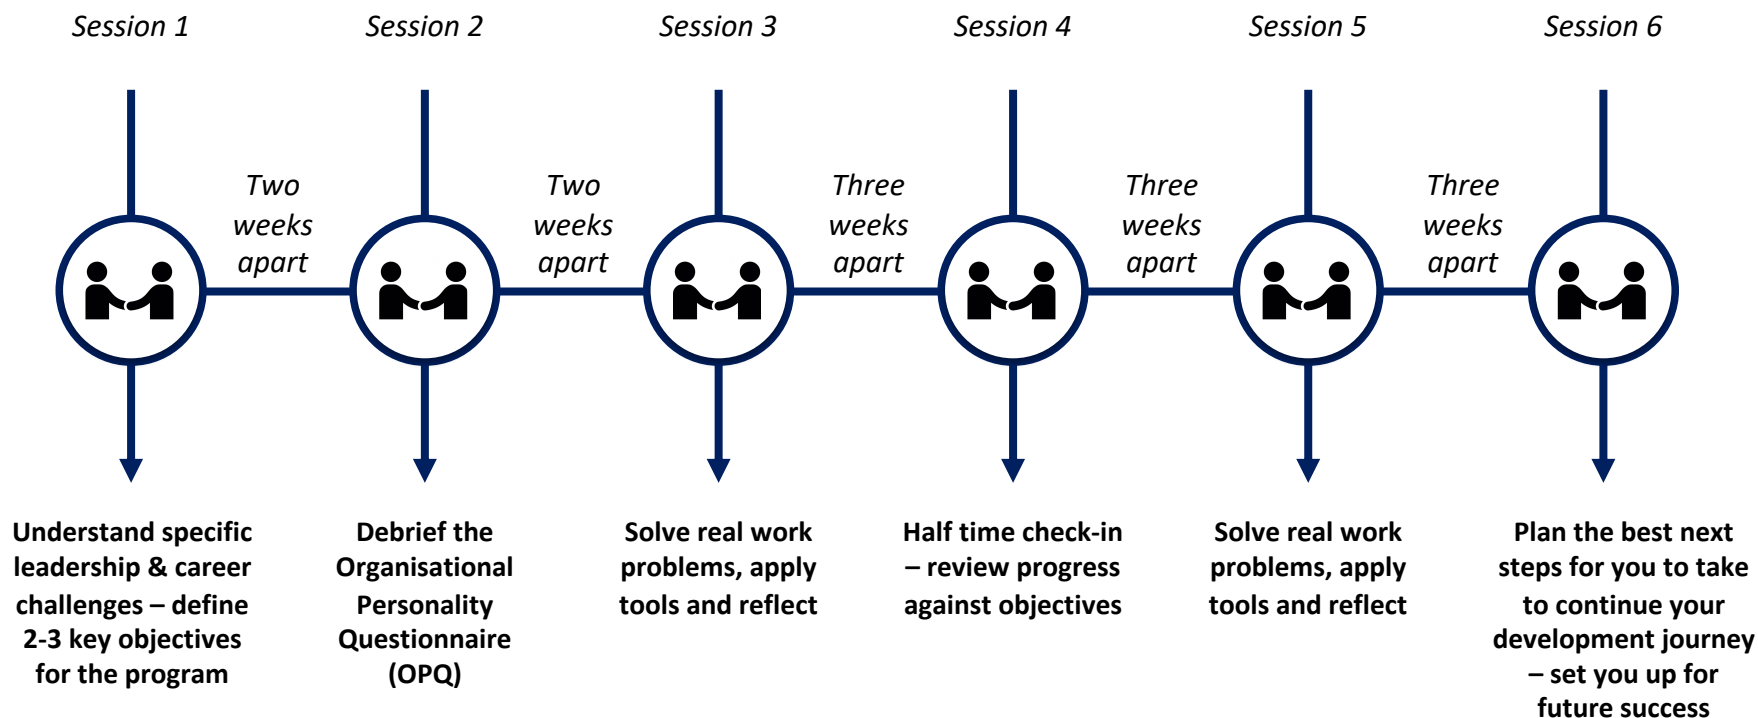 Session 1
Session 2
Session 3
Session 4
Session 5
Session 6
Two
weeks
apart
Two
weeks
apart
Three
weeks
apart
Three
weeks
apart
Three
weeks
apart
Understand specific
leadership & career
challenges – define
2-3 key objectives
for the program
Debrief the
Organisational
Personality
Questionnaire
(OPQ)
Solve real work
problems, apply
tools and reflect
Half time check-in
– review progress
against objectives
Solve real work
problems, apply
tools and reflect
Plan the best next
steps for you to take
to continue your
development journey
– set you up for
future success